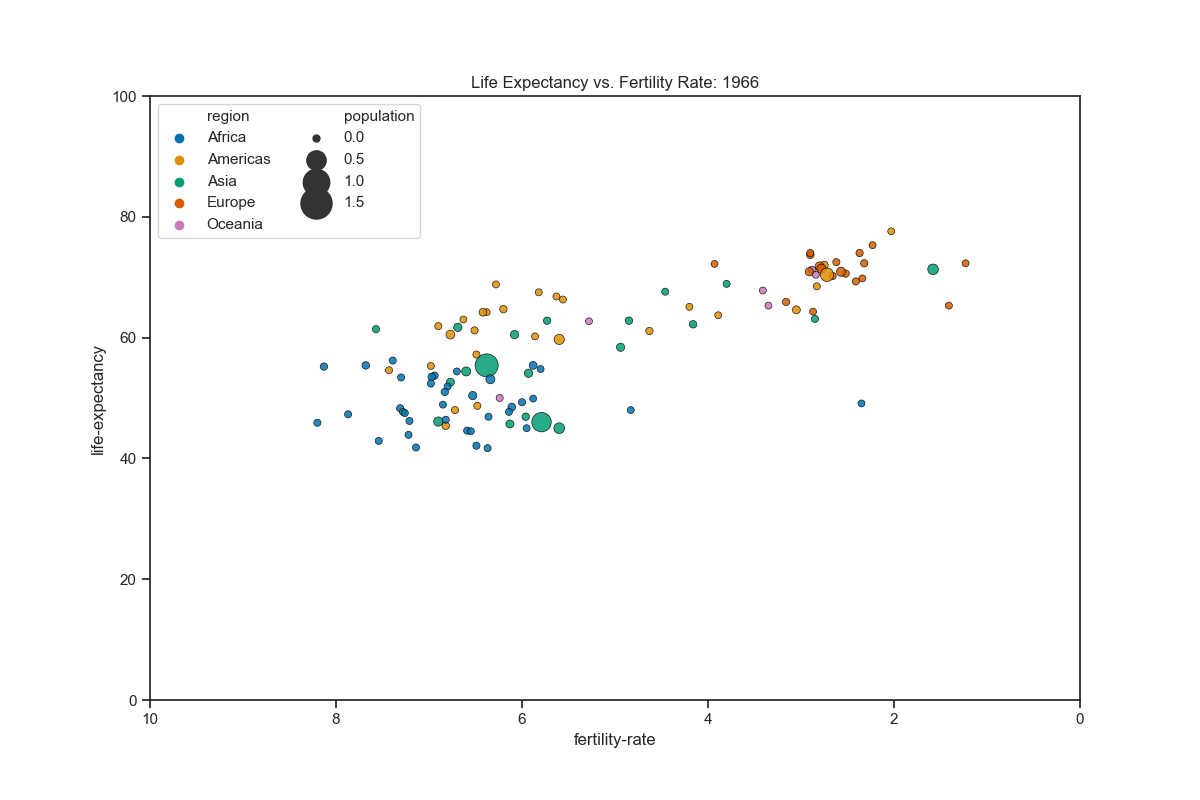 Life Expectancy vs. Fertility Rate: 1966
100
80
60
40
20
0
life-expectancy
region
Africa
Americas
Asia
Europe
Oceania
population
0.0
0.5
1.0
1.5
10
8
6
4
2
0
fertility-rate